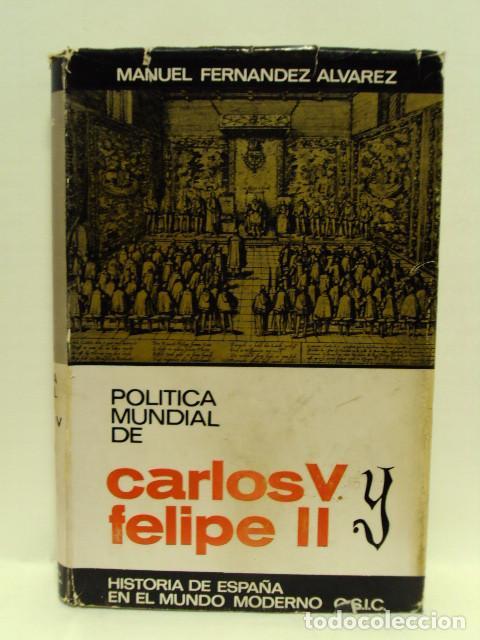 MANUEL FERNANDEZ ALVAREZ
POLITICA
MUNDIAL
DE
carlos V. y
felipe II
HISTORIA DE ESPAÑA
EN EL MUNDO MODERNO C.S.I.C.
todocoleccion